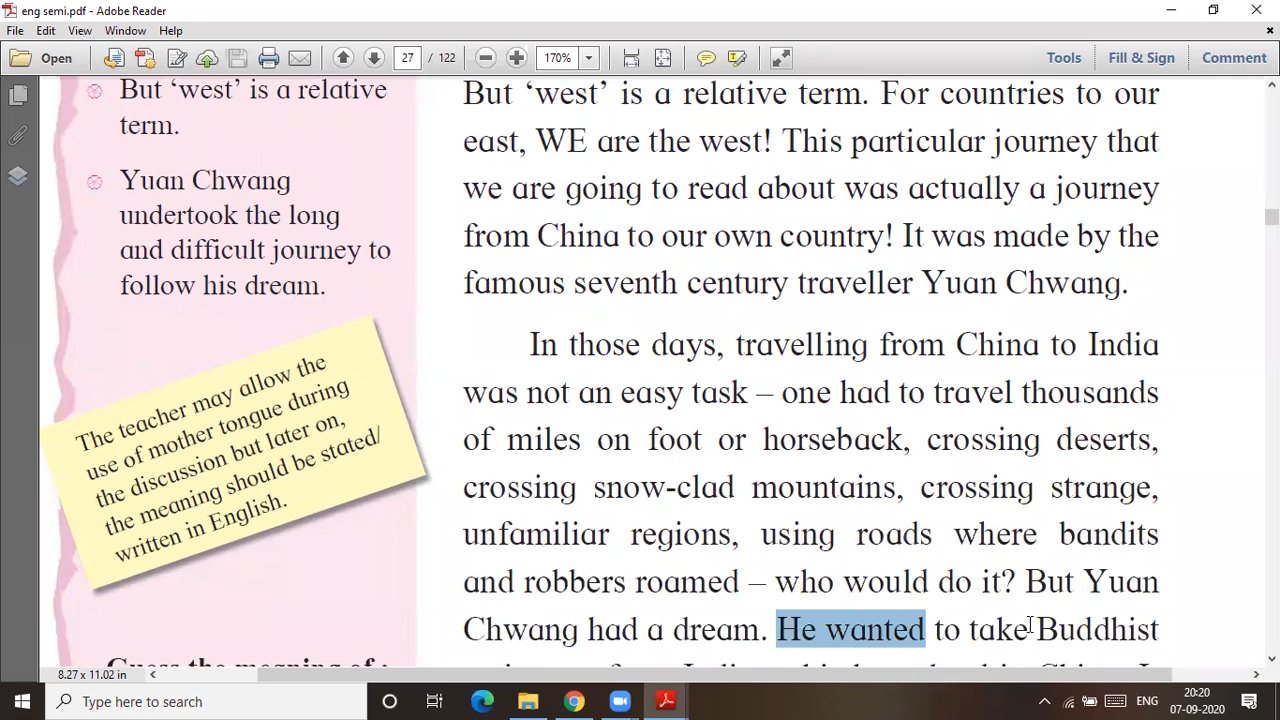 eng semi.pdf - Adobe Reader
File Edit View Window Help
Open 27 / 122 170% Tools Fill & Sign Comment
But ‘west’ is a relative
term.
Yuan Chwang
undertook the long
and difficult journey to
follow his dream.
The teacher may allow the
use of mother tongue during
the discussion but later on,
the meaning should be stated/
written in English.
Guess the meaning of :
But ‘west’ is a relative term. For countries to our
east, WE are the west! This particular journey that
we are going to read about was actually a journey
from China to our own country! It was made by the
famous seventh century traveller Yuan Chwang.
In those days, travelling from China to India
was not an easy task – one had to travel thousands
of miles on foot or horseback, crossing deserts,
crossing snow-clad mountains, crossing strange,
unfamiliar regions, using roads where bandits
and robbers roamed – who would do it? But Yuan
Chwang had a dream. He wanted to take Buddhist
8.27 x 11.02 in
Type here to search
ENG
20:20
07-09-2020